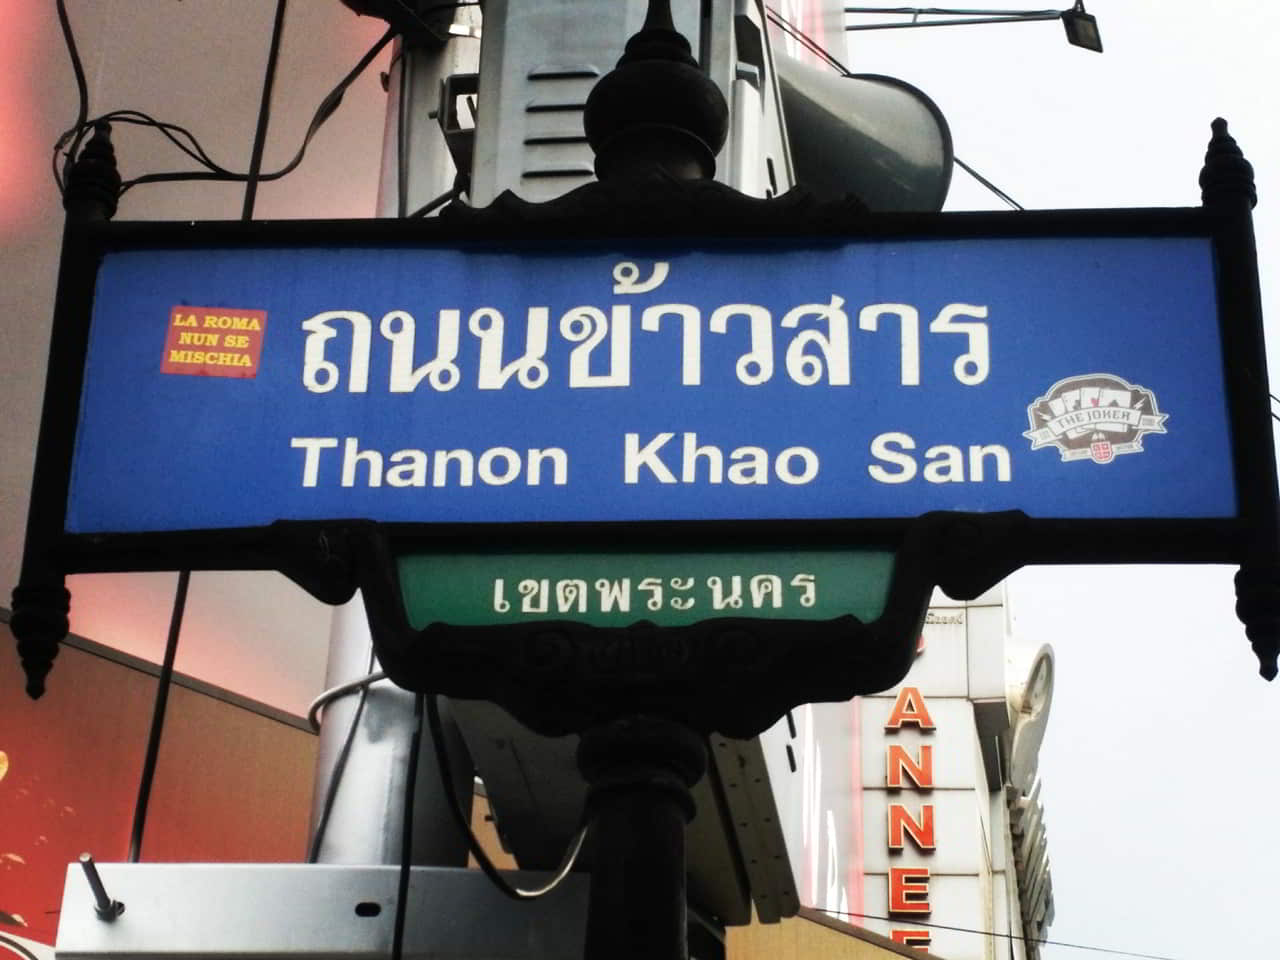 ถนนข้าวสาร
Thanon Khao San
LA ROMA
NUN SE
MISCHIA
THE JOKER
เขตพระนคร
ANNEE